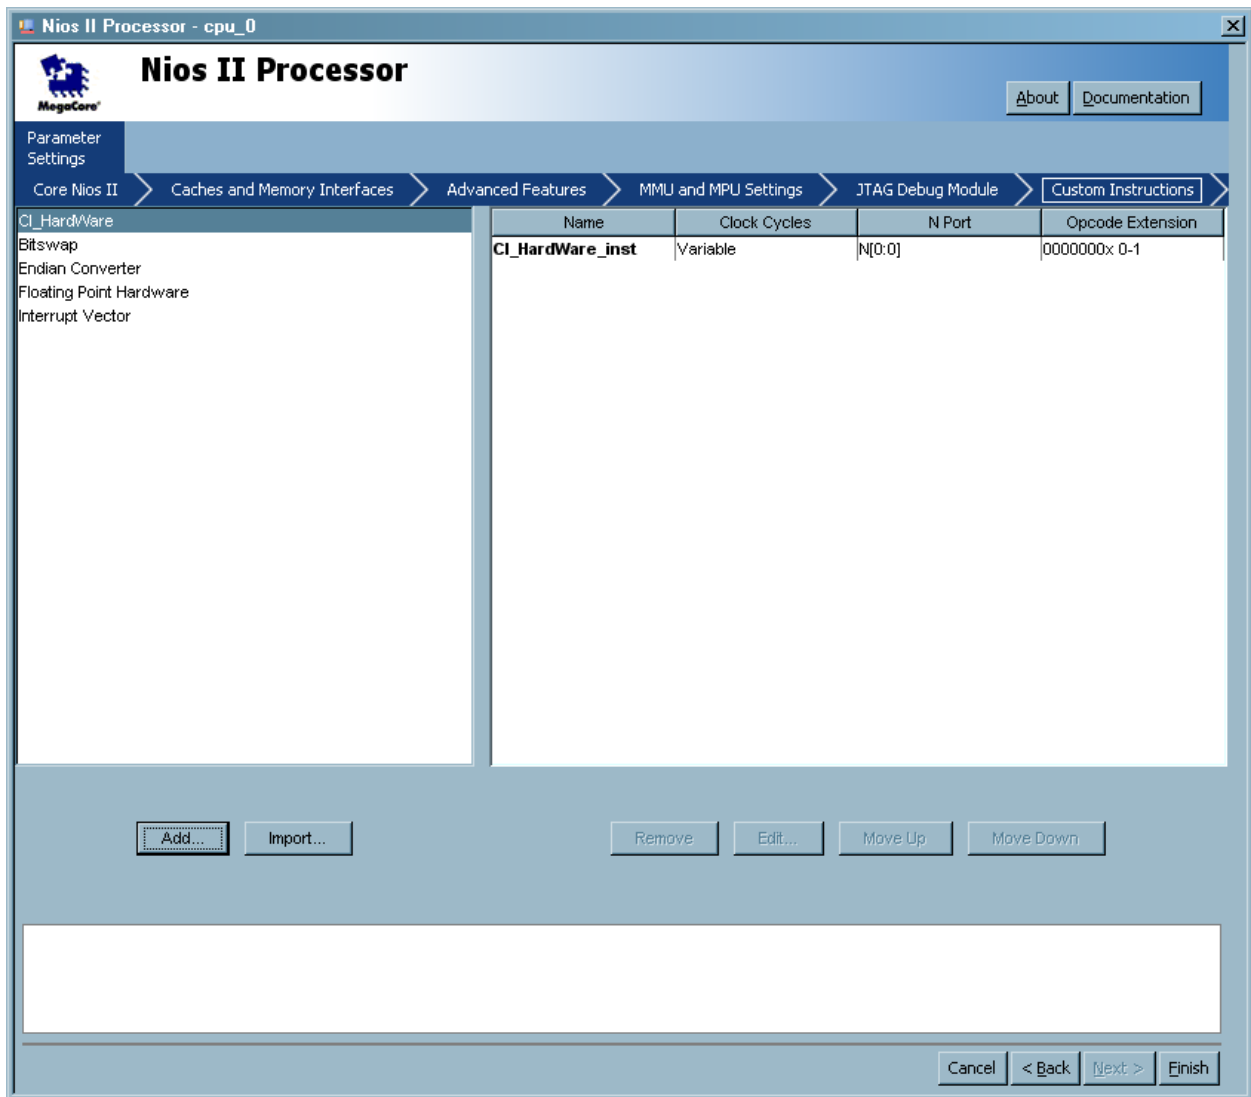 Nios II Processor - cpu_0
MegaCore®
Nios II Processor
About Documentation
Parameter
Settings
Core Nios II Caches and Memory Interfaces Advanced Features MMU and MPU Settings JTAG Debug Module Custom Instructions
CI_HardWare
Bitswap
Endian Converter
Floating Point Hardware
Interrupt Vector
Name Clock Cycles N Port Opcode Extension
CI_HardWare_inst Variable N[0:0] 0000000x 0-1
Add... Import... Remove Edit... Move Up Move Down
Cancel < Back Next > Finish